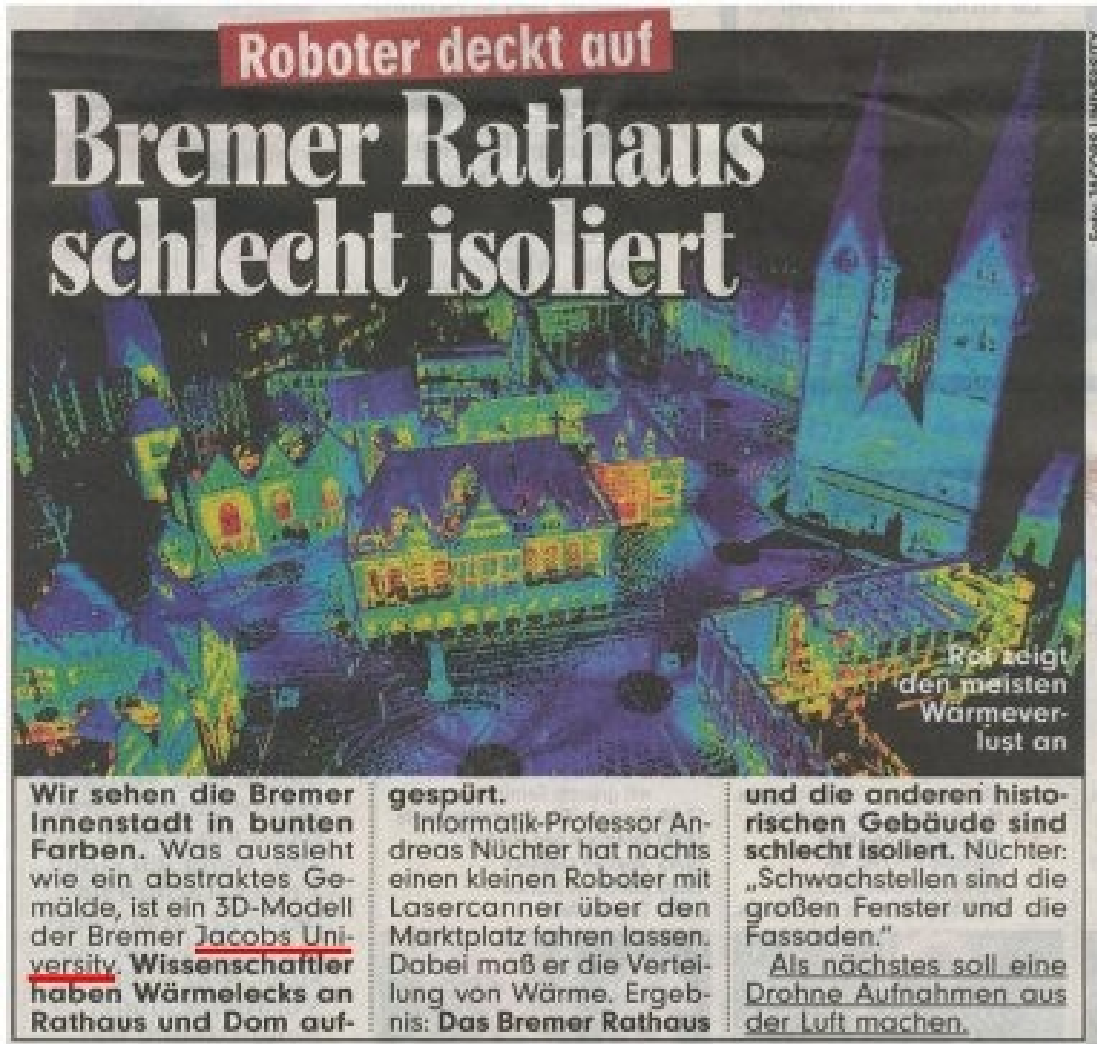 Roboter deckt auf
Bremer Rathaus
schlecht isoliert
Foto: JACOBS UNIVERSITY
Rot zeigt
den meisten
Wärmever-
lust an
Wir sehen die Bremer
Innenstadt in bunten
Farben. Was aussieht
wie ein abstraktes Ge-
mälde, ist ein 3D-Modell
der Bremer Jacobs Uni-
versity. Wissenschaftler
haben Wärmelecks an
Rathaus und Dom auf-
gespürt.
Informatik-Professor An-
dreas Nüchter hat nachts
einen kleinen Roboter mit
Lasercanner über den
Marktplatz fahren lassen.
Dabei maß er die Vertei-
lung von Wärme. Ergeb-
nis: Das Bremer Rathaus
und die anderen histo-
rischen Gebäude sind
schlecht isoliert. Nüchter:
„Schwachstellen sind die
großen Fenster und die
Fassaden.“
Als nächstes soll eine
Drohne Aufnahmen aus
der Luft machen.